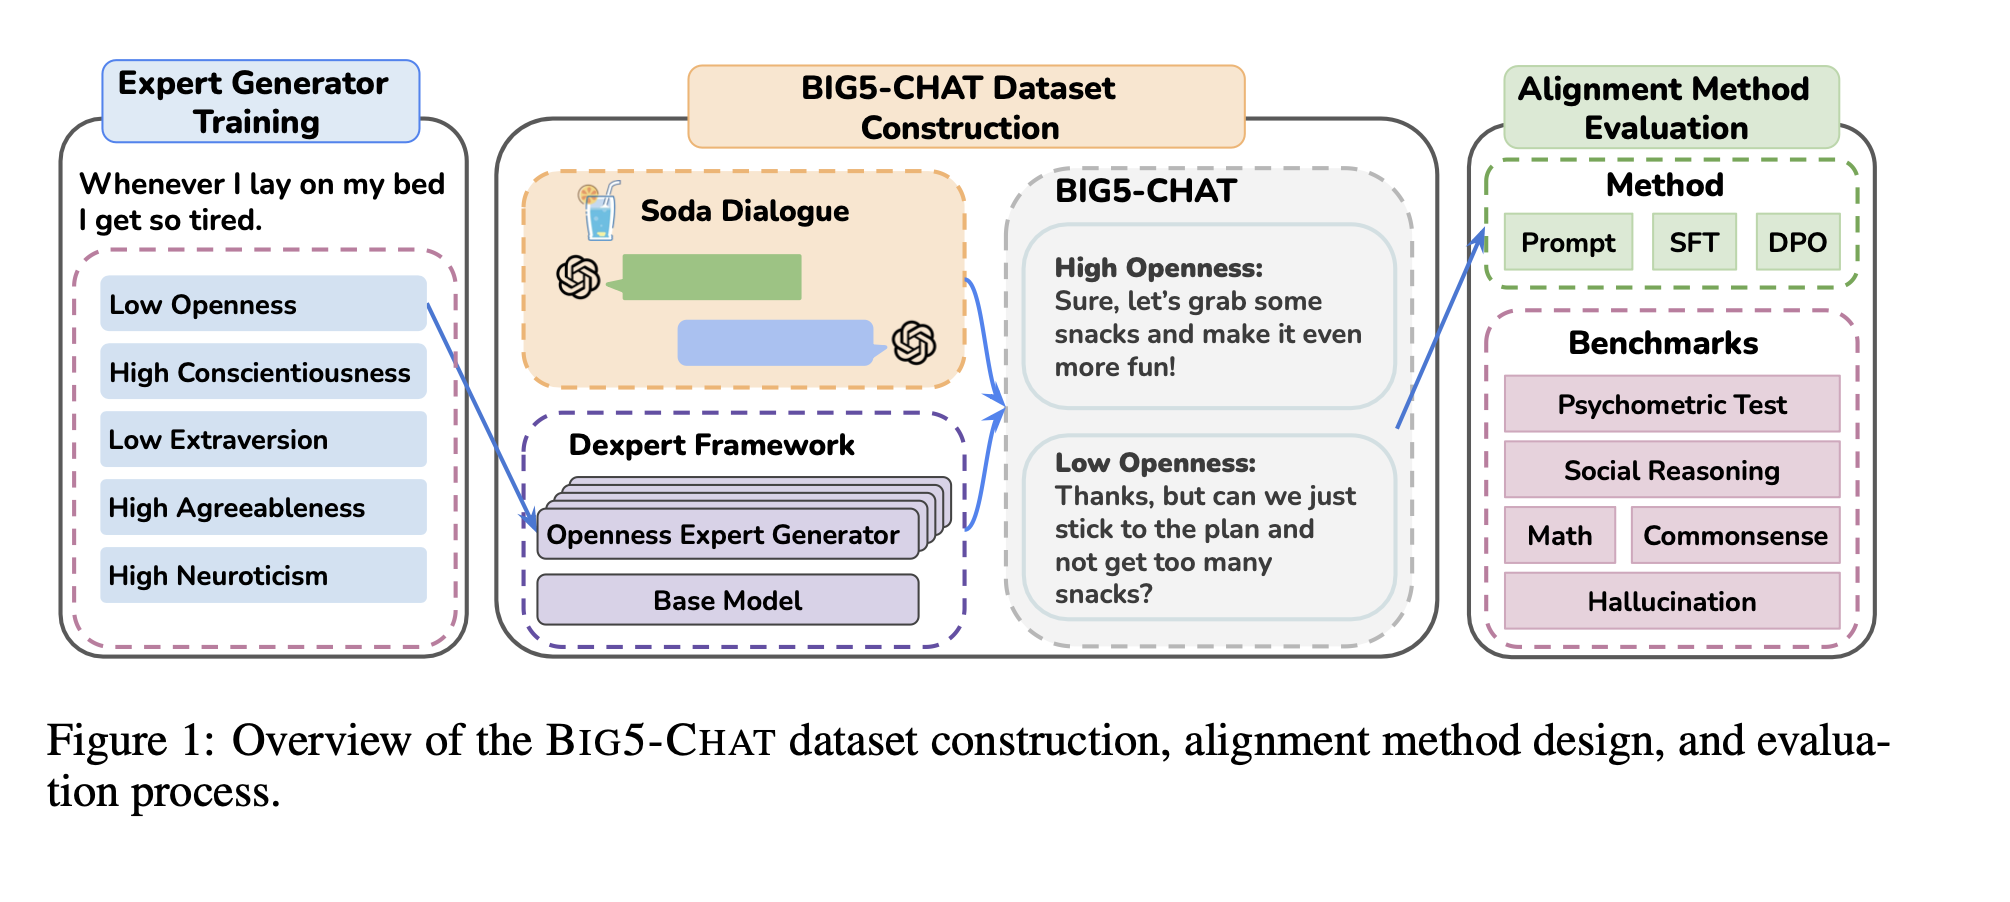 Expert Generator
Training
Whenever I lay on my bed
I get so tired.
Low Openness
High Conscientiousness
Low Extraversion
High Agreeableness
High Neuroticism
BIG5-CHAT Dataset
Construction
Soda Dialogue
Dexpert Framework
Openness Expert Generator
Base Model
BIG5-CHAT
High Openness:
Sure, let's grab some
snacks and make it even
more fun!
Low Openness:
Thanks, but can we just
stick to the plan and
not get too many
snacks?
Alignment Method
Evaluation
Method
Prompt
SFT
DPO
Benchmarks
Psychometric Test
Social Reasoning
Math
Commonsense
Hallucination
Figure 1: Overview of the BIG5-CHAT dataset construction, alignment method design, and evalua-
tion process.